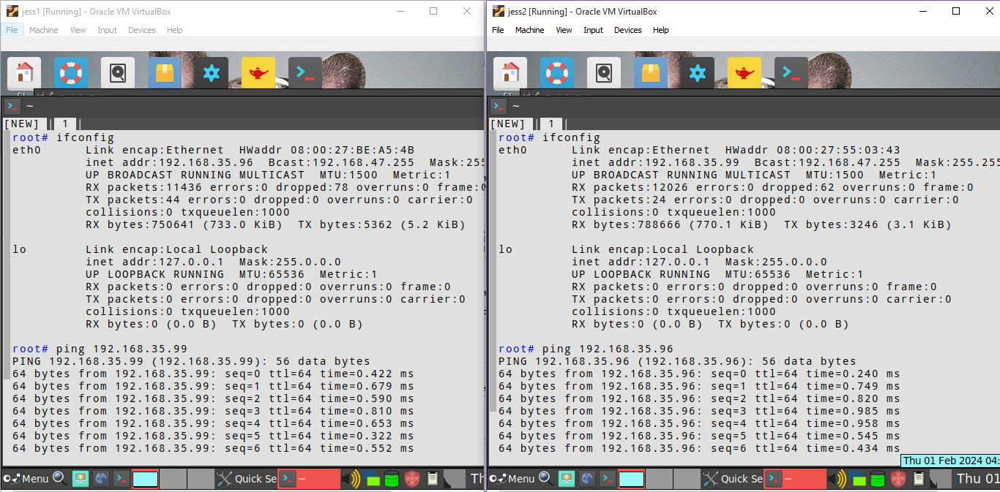 jess1 [Running] - Oracle VM VirtualBox
File Machine View Input Devices Help
~
[NEW] | 1 |
root# ifconfig
eth0 Link encap:Ethernet HWaddr 08:00:27:BE:A5:4B
inet addr:192.168.35.96 Bcast:192.168.47.255 Mask:255
UP BROADCAST RUNNING MULTICAST MTU:1500 Metric:1
RX packets:11436 errors:0 dropped:78 overruns:0 frame:0
TX packets:44 errors:0 dropped:0 overruns:0 carrier:0
collisions:0 txqueuelen:1000
RX bytes:750641 (733.0 KiB) TX bytes:5362 (5.2 KiB)
lo Link encap:Local Loopback
inet addr:127.0.0.1 Mask:255.0.0.0
UP LOOPBACK RUNNING MTU:65536 Metric:1
RX packets:0 errors:0 dropped:0 overruns:0 frame:0
TX packets:0 errors:0 dropped:0 overruns:0 carrier:0
collisions:0 txqueuelen:1000
RX bytes:0 (0.0 B) TX bytes:0 (0.0 B)
root# ping 192.168.35.99
PING 192.168.35.99 (192.168.35.99): 56 data bytes
64 bytes from 192.168.35.99: seq=0 ttl=64 time=0.422 ms
64 bytes from 192.168.35.99: seq=1 ttl=64 time=0.679 ms
64 bytes from 192.168.35.99: seq=2 ttl=64 time=0.590 ms
64 bytes from 192.168.35.99: seq=3 ttl=64 time=0.810 ms
64 bytes from 192.168.35.99: seq=4 ttl=64 time=0.653 ms
64 bytes from 192.168.35.99: seq=5 ttl=64 time=0.322 ms
64 bytes from 192.168.35.99: seq=6 ttl=64 time=0.552 ms
Menu Quick Se ~ Th
jess2 [Running] - Oracle VM VirtualBox
File Machine View Input Devices Help
~
[NEW] | 1 |
root# ifconfig
eth0 Link encap:Ethernet HWaddr 08:00:27:55:03:43
inet addr:192.168.35.99 Bcast:192.168.47.255 Mask:255.255
UP BROADCAST RUNNING MULTICAST MTU:1500 Metric:1
RX packets:12026 errors:0 dropped:62 overruns:0 frame:0
TX packets:24 errors:0 dropped:0 overruns:0 carrier:0
collisions:0 txqueuelen:1000
RX bytes:788666 (770.1 KiB) TX bytes:3246 (3.1 KiB)
lo Link encap:Local Loopback
inet addr:127.0.0.1 Mask:255.0.0.0
UP LOOPBACK RUNNING MTU:65536 Metric:1
RX packets:0 errors:0 dropped:0 overruns:0 frame:0
TX packets:0 errors:0 dropped:0 overruns:0 carrier:0
collisions:0 txqueuelen:1000
RX bytes:0 (0.0 B) TX bytes:0 (0.0 B)
root# ping 192.168.35.96
PING 192.168.35.96 (192.168.35.96): 56 data bytes
64 bytes from 192.168.35.96: seq=0 ttl=64 time=0.240 ms
64 bytes from 192.168.35.96: seq=1 ttl=64 time=0.749 ms
64 bytes from 192.168.35.96: seq=2 ttl=64 time=0.820 ms
64 bytes from 192.168.35.96: seq=3 ttl=64 time=0.985 ms
64 bytes from 192.168.35.96: seq=4 ttl=64 time=0.958 ms
64 bytes from 192.168.35.96: seq=5 ttl=64 time=0.545 ms
64 bytes from 192.168.35.96: seq=6 ttl=64 time=0.434 ms
Thu 01 Feb 2024 04:
Menu Quick Se ~ Thu 01